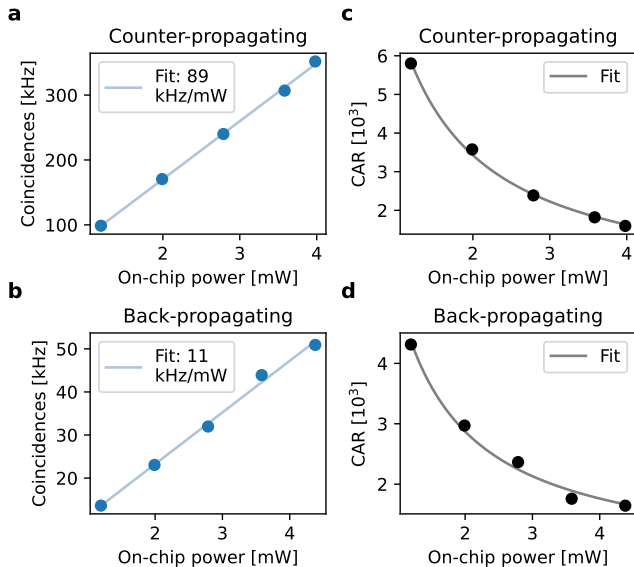 a
Counter-propagating
Coincidences [kHz]
300
200
100
Fit: 89
kHz/mW
2
3
4
On-chip power [mW]
c
Counter-propagating
CAR [10³]
6
5
4
3
2
Fit
2
3
4
On-chip power [mW]
b
Back-propagating
Coincidences [kHz]
50
40
30
20
Fit: 11
kHz/mW
2
3
4
On-chip power [mW]
d
Back-propagating
CAR [10³]
4
3
2
Fit
2
3
4
On-chip power [mW]